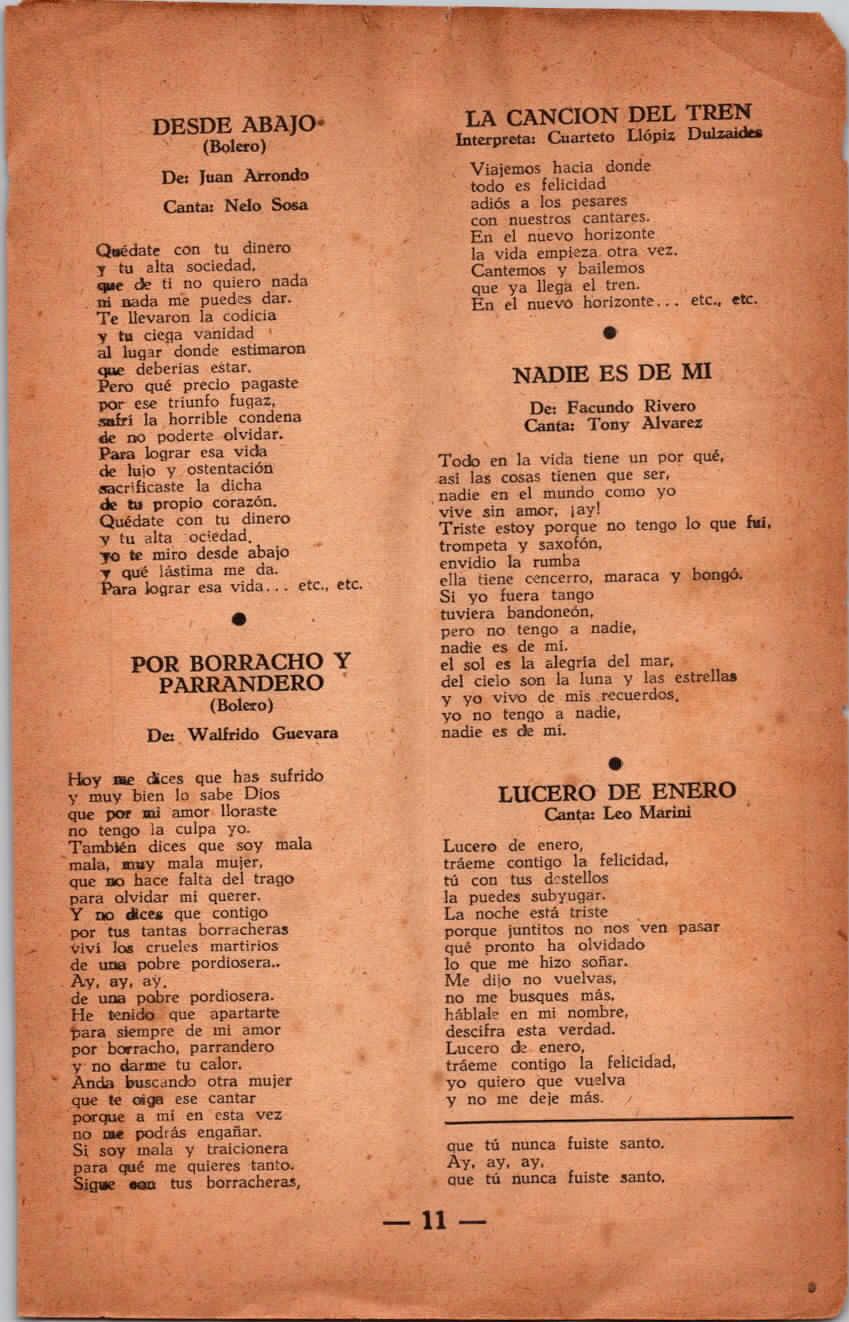 DESDE ABAJO
(Bolero)
De: Juan Arrondo
Canta: Nelo Sosa
Quédate con tu dinero
y tu alta sociedad,
que de ti no quiero nada
ni nada me puedes dar.
Te llevaron la codicia
y tu ciega vanidad
al lugar donde estimaron
que deberías estar.
Pero qué precio pagaste
por ese triunfo fugaz,
sufrí la horrible condena
de no poderte olvidar.
Para lograr esa vida
de lujo y ostentación
sacrificaste la dicha
de tu propio corazón.
Quédate con tu dinero
y tu alta sociedad,
yo te miro desde abajo
y qué lástima me da.
Para lograr esa vida... etc., etc.
POR BORRACHO Y
PARRANDERO
(Bolero)
De: Walfrido Guevara
Hoy me dices que has sufrido
y muy bien lo sabe Dios
que por mi amor lloraste
no tengo la culpa yo.
También dices que soy mala
mala, muy mala mujer,
que no hace falta del trago
para olvidar mi querer.
Y no dices que contigo
por tus tantas borracheras
viví los crueles martirios
de una pobre pordiosera..
Ay, ay, ay,
de una pobre pordiosera.
He tenido que apartarte
para siempre de mi amor
por borracho, parrandero
y no darme tu calor.
Anda buscando otra mujer
que te oiga ese cantar
porque a mí en esta vez
no me podrás engañar.
Si soy mala y traicionera
para qué me quieres tanto.
Sigue con tus borracheras,
LA CANCION DEL TREN
Interpreta: Cuarteto Llópiz Dulzaides
Viajemos hacia donde
todo es felicidad
adiós a los pesares
con nuestros cantares.
En el nuevo horizonte
la vida empieza otra vez.
Cantemos y bailemos
que ya llega el tren.
En el nuevo horizonte... etc., etc.
NADIE ES DE MI
De: Facundo Rivero
Canta: Tony Alvarez
Todo en la vida tiene un por qué,
así las cosas tienen que ser,
nadie en el mundo como yo
vive sin amor, ¡ay!
Triste estoy porque no tengo lo que fui,
trompeta y saxofón,
envidio la rumba
ella tiene cencerro, maraca y bongó.
Si yo fuera tango
tuviera bandoneón,
pero no tengo a nadie,
nadie es de mí.
el sol es la alegría del mar,
del cielo son la luna y las estrellas
y yo vivo de mis recuerdos,
yo no tengo a nadie,
nadie es de mí.
LUCERO DE ENERO
Canta: Leo Marini
Lucero de enero,
tráeme contigo la felicidad,
tú con tus destellos
la puedes subyugar.
La noche está triste
porque juntitos no nos ven pasar
qué pronto ha olvidado
lo que me hizo soñar.
Me dijo no vuelvas,
no me busques más,
háblale en mi nombre,
descifra esta verdad.
Lucero de enero,
tráeme contigo la felicidad,
yo quiero que vuelva
y no me deje más.
que tú nunca fuiste santo.
Ay, ay, ay,
que tú nunca fuiste santo.
— 11 —